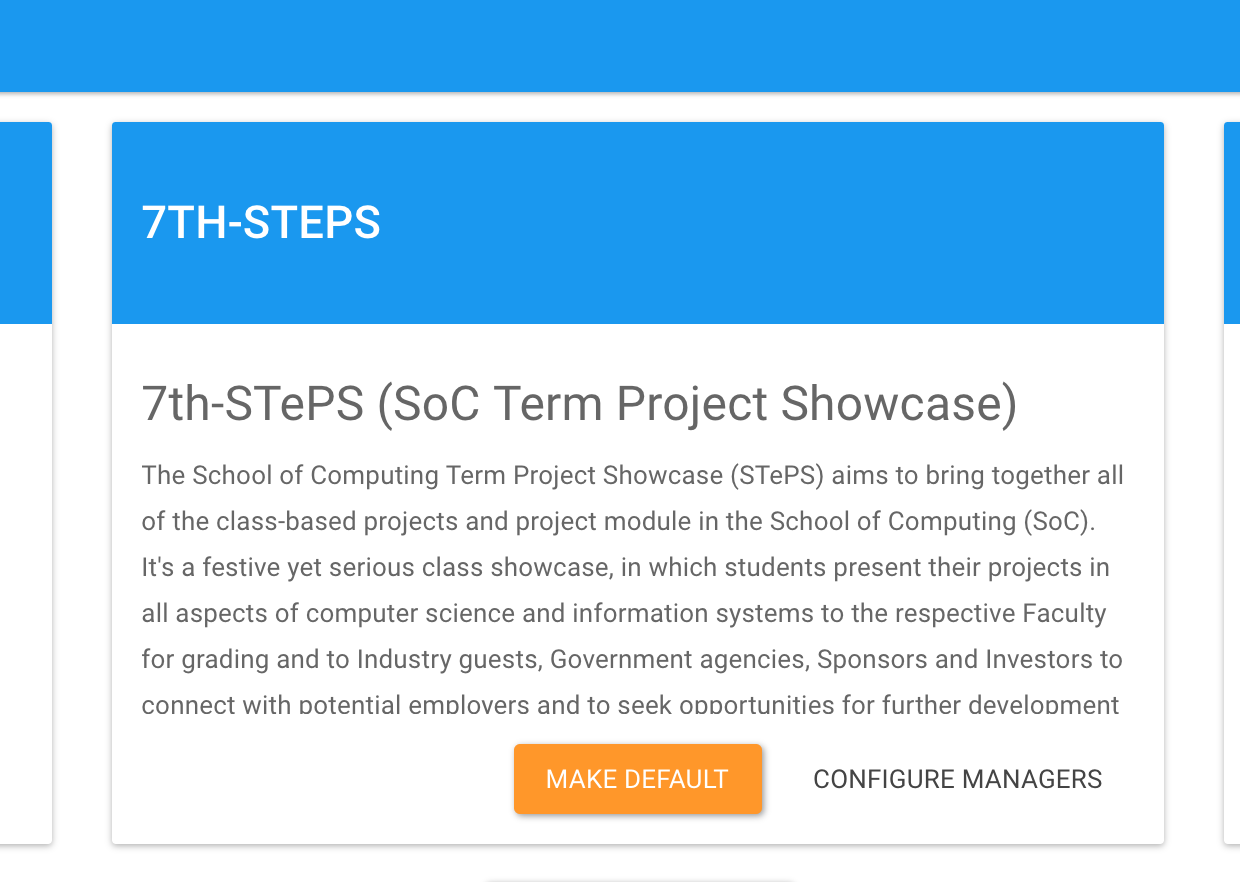 7TH-STEPS
7th-STePS (SoC Term Project Showcase)
The School of Computing Term Project Showcase (STePS) aims to bring together all
of the class-based projects and project module in the School of Computing (SoC).
It's a festive yet serious class showcase, in which students present their projects in
all aspects of computer science and information systems to the respective Faculty
for grading and to Industry guests, Government agencies, Sponsors and Investors to
connect with potential employers and to seek opportunities for further development
MAKE DEFAULT CONFIGURE MANAGERS